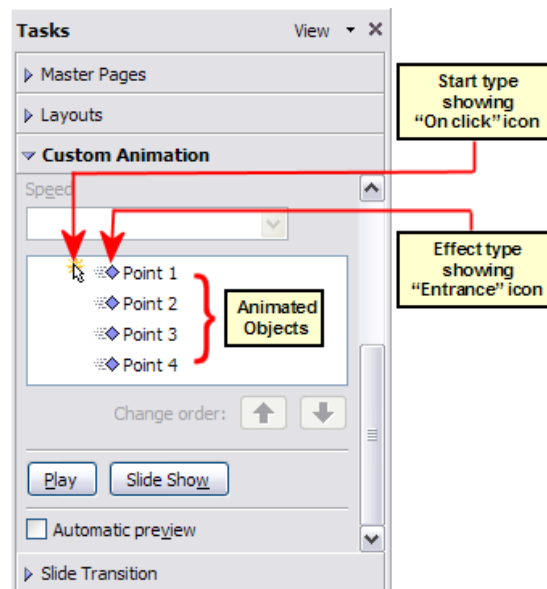 Tasks View
Master Pages
Layouts
Custom Animation
Speed
Point 1
Point 2
Point 3
Point 4
Change order:
Play Slide Show
Automatic preview
Slide Transition
Start type
showing
“On click” icon
Effect type
showing
“Entrance” icon
Animated
Objects